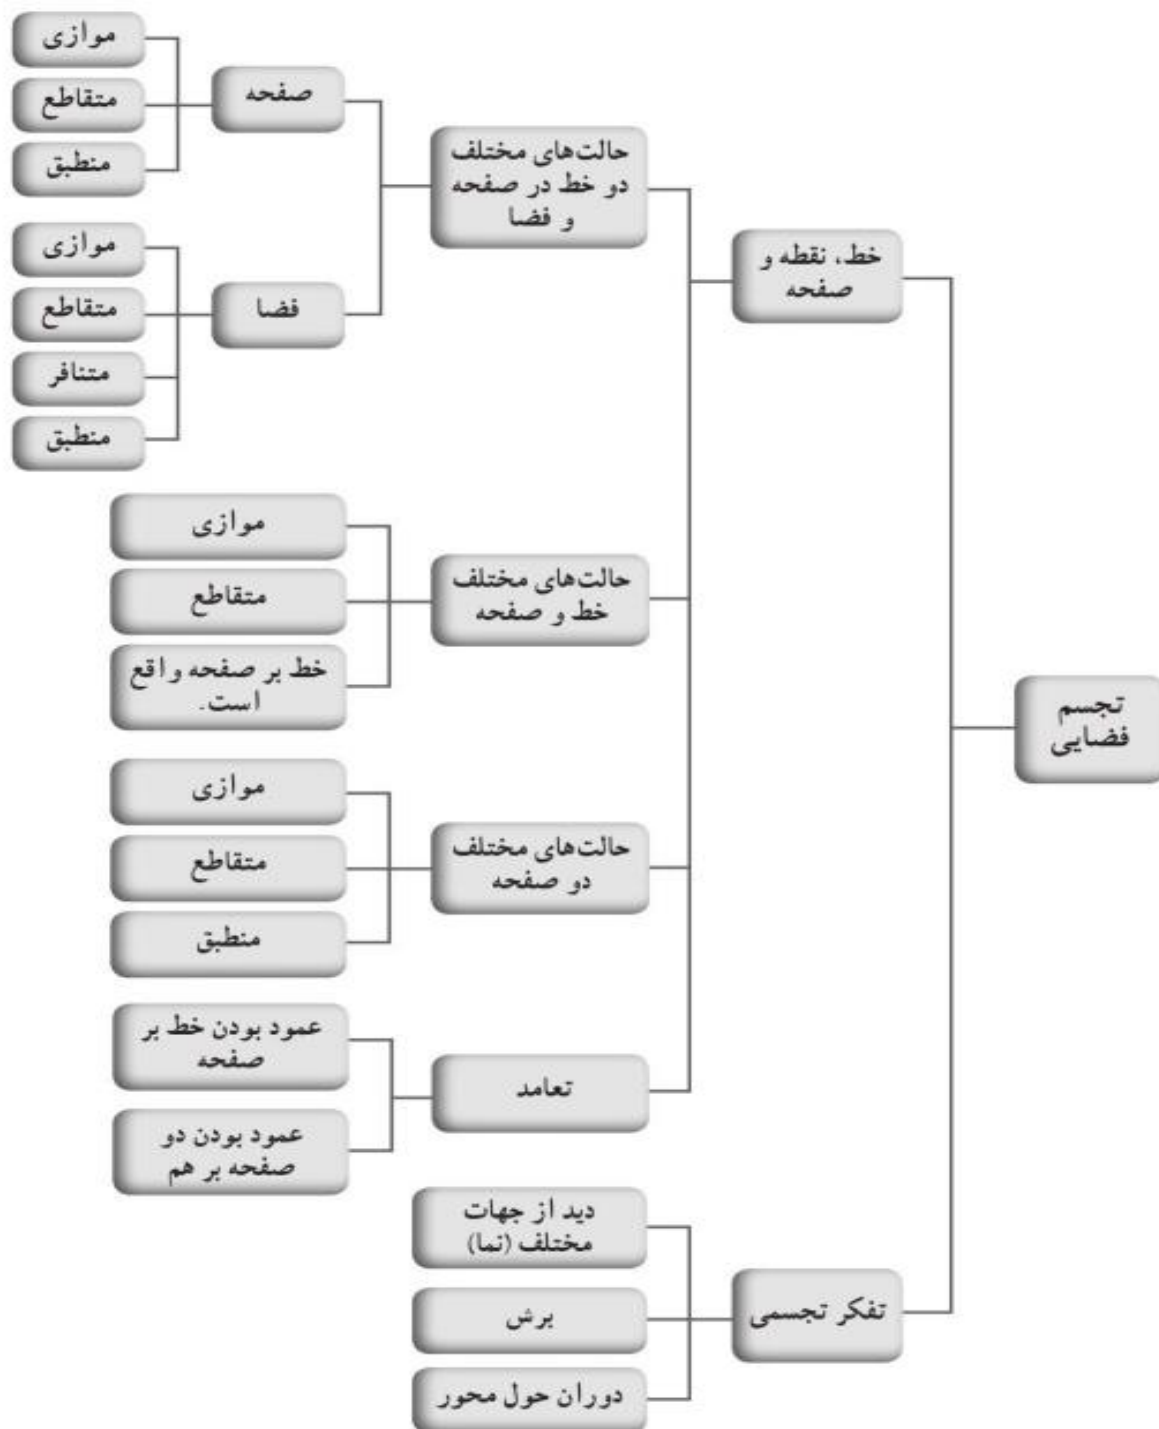 تجسم
فضایی
خط، نقطه و
صفحه
حالت‌های مختلف
دو خط در صفحه
و فضا
صفحه
موازی
متقاطع
منطبق
فضا
موازی
متقاطع
متنافر
منطبق
حالت‌های مختلف
خط و صفحه
موازی
متقاطع
خط بر صفحه واقع
است.
حالت‌های مختلف
دو صفحه
موازی
متقاطع
منطبق
تعامد
عمود بودن خط بر
صفحه
عمود بودن دو
صفحه بر هم
تفکر تجسمی
دید از جهات
مختلف (نما)
برش
دوران حول محور